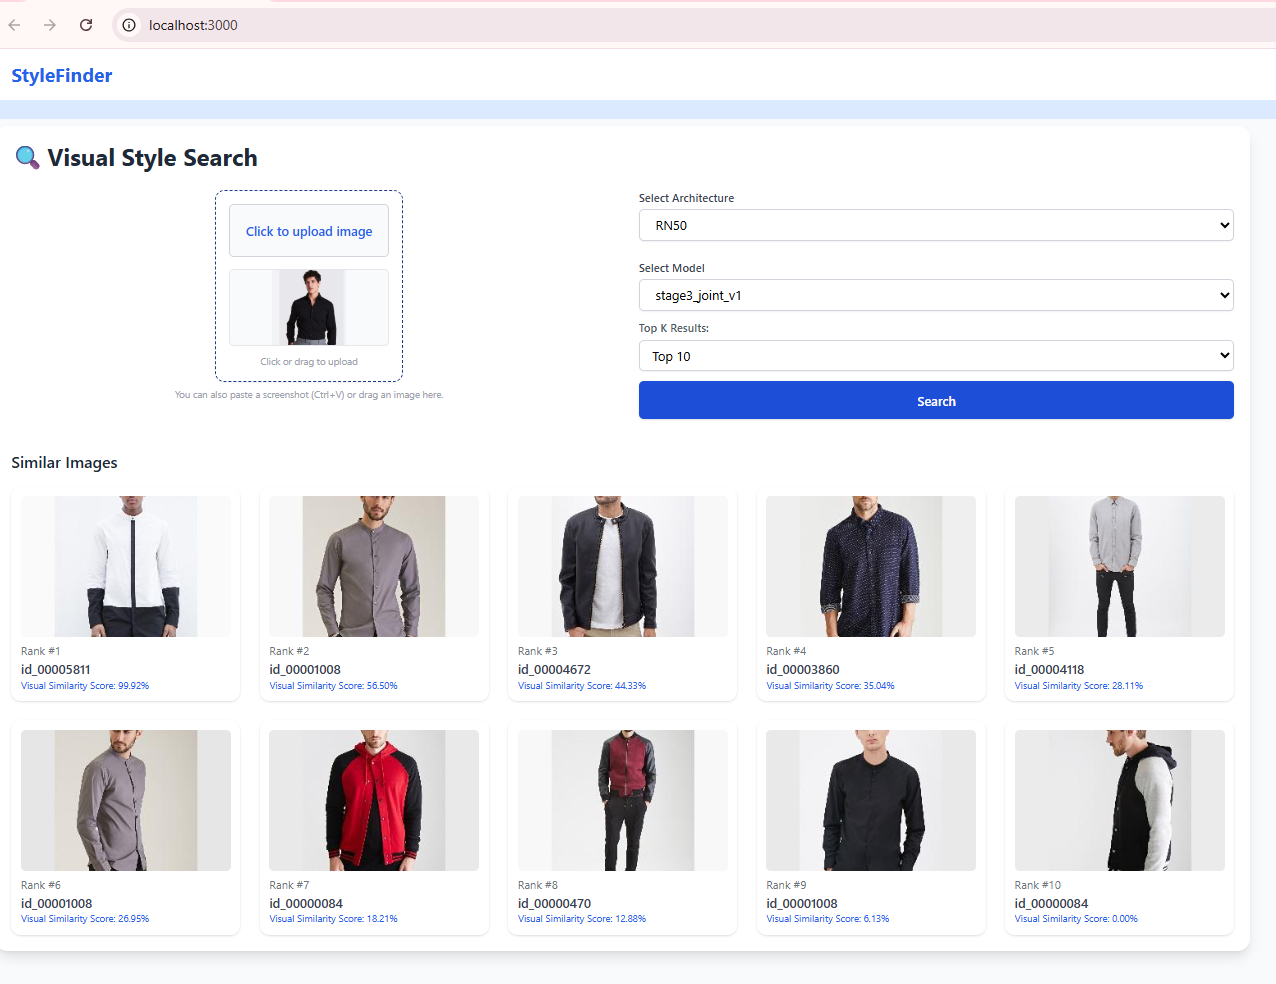 localhost:3000
StyleFinder
🔍 Visual Style Search
Click to upload image
Click or drag to upload
You can also paste a screenshot (Ctrl+V) or drag an image here.
Select Architecture
RN50
Select Model
stage3_joint_v1
Top K Results:
Top 10
Search
Similar Images
Rank #1
id_00005811
Visual Similarity Score: 99.92%
Rank #2
id_00001008
Visual Similarity Score: 56.50%
Rank #3
id_00004672
Visual Similarity Score: 44.33%
Rank #4
id_00003860
Visual Similarity Score: 35.04%
Rank #5
id_00004118
Visual Similarity Score: 28.11%
Rank #6
id_00001008
Visual Similarity Score: 26.95%
Rank #7
id_00000084
Visual Similarity Score: 18.21%
Rank #8
id_00000470
Visual Similarity Score: 12.88%
Rank #9
id_00001008
Visual Similarity Score: 6.13%
Rank #10
id_00000084
Visual Similarity Score: 0.00%